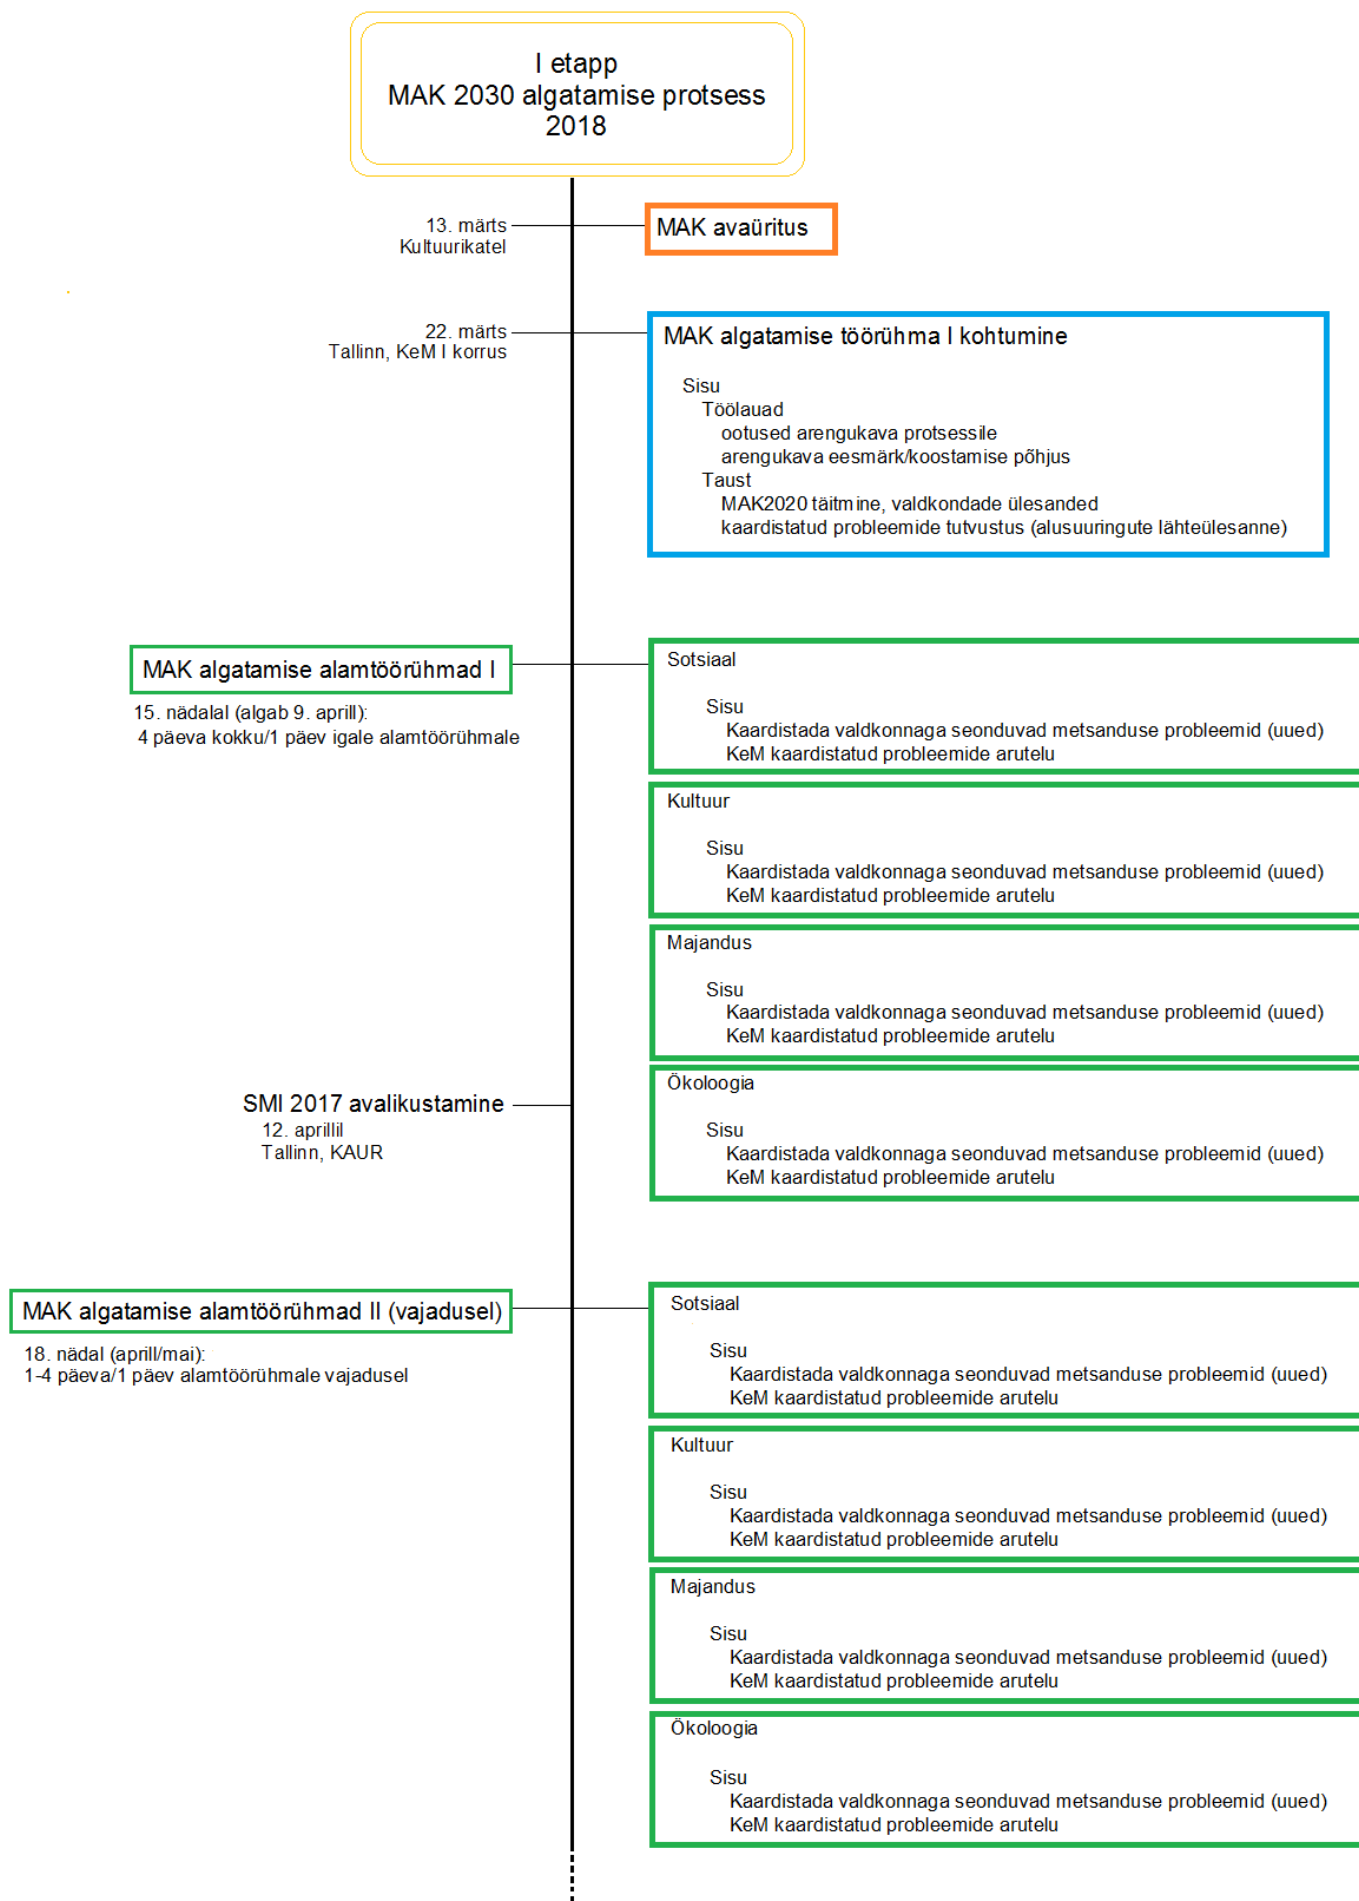 I etapp
MAK 2030 algatamise protsess
2018
13. märts
Kultuurikatel
MAK avaüritus
22. märts
Tallinn, KeM I korrus
MAK algatamise töörühma I kohtumine
Sisu
Töölauad
ootused arengukava protsessile
arengukava eesmärk/koostamise põhjus
Taust
MAK2020 täitmine, valdkondade ülesanded
kaardistatud probleemide tutvustus (alusuuringute lähteülesanne)
MAK algatamise alamtöörühmad I
15. nädalal (algab 9. aprill):
4 päeva kokku/1 päev igale alamtöörühmale
Sotsiaal
Sisu
Kaardistada valdkonnaga seonduvad metsanduse probleemid (uued)
KeM kaardistatud probleemide arutelu
Kultuur
Sisu
Kaardistada valdkonnaga seonduvad metsanduse probleemid (uued)
KeM kaardistatud probleemide arutelu
Majandus
Sisu
Kaardistada valdkonnaga seonduvad metsanduse probleemid (uued)
KeM kaardistatud probleemide arutelu
SMI 2017 avalikustamine
12. aprillil
Tallinn, KAUR
Ökoloogia
Sisu
Kaardistada valdkonnaga seonduvad metsanduse probleemid (uued)
KeM kaardistatud probleemide arutelu
MAK algatamise alamtöörühmad II (vajadusel)
18. nädal (aprill/mai):
1-4 päeva/1 päev alamtöörühmale vajadusel
Sotsiaal
Sisu
Kaardistada valdkonnaga seonduvad metsanduse probleemid (uued)
KeM kaardistatud probleemide arutelu
Kultuur
Sisu
Kaardistada valdkonnaga seonduvad metsanduse probleemid (uued)
KeM kaardistatud probleemide arutelu
Majandus
Sisu
Kaardistada valdkonnaga seonduvad metsanduse probleemid (uued)
KeM kaardistatud probleemide arutelu
Ökoloogia
Sisu
Kaardistada valdkonnaga seonduvad metsanduse probleemid (uued)
KeM kaardistatud probleemide arutelu